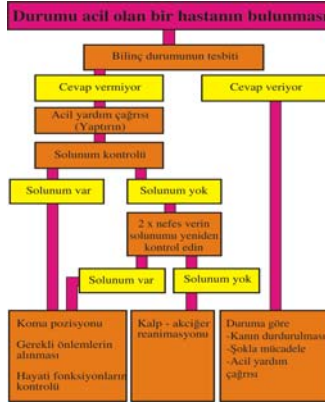 Durumu acil olan bir hastanın bulunması
Bilinç durumunun tesbiti
Cevap vermiyor
Cevap veriyor
Acil yardım çağrısı
(Yaptırın)
Solunum kontrolü
Solunum var
Solunum yok
2 x nefes verin
solunumu yeniden
kontrol edin
Solunum var
Solunum yok
Koma pozisyonu
Gerekli önlemlerin
alınması
Hayati fonksiyonların
kontrolü
Kalp - akciğer
reanimasyonu
Duruma göre
-Kanın durdurulması
-Şokla mücadele
-Acil yardım
çağrısı